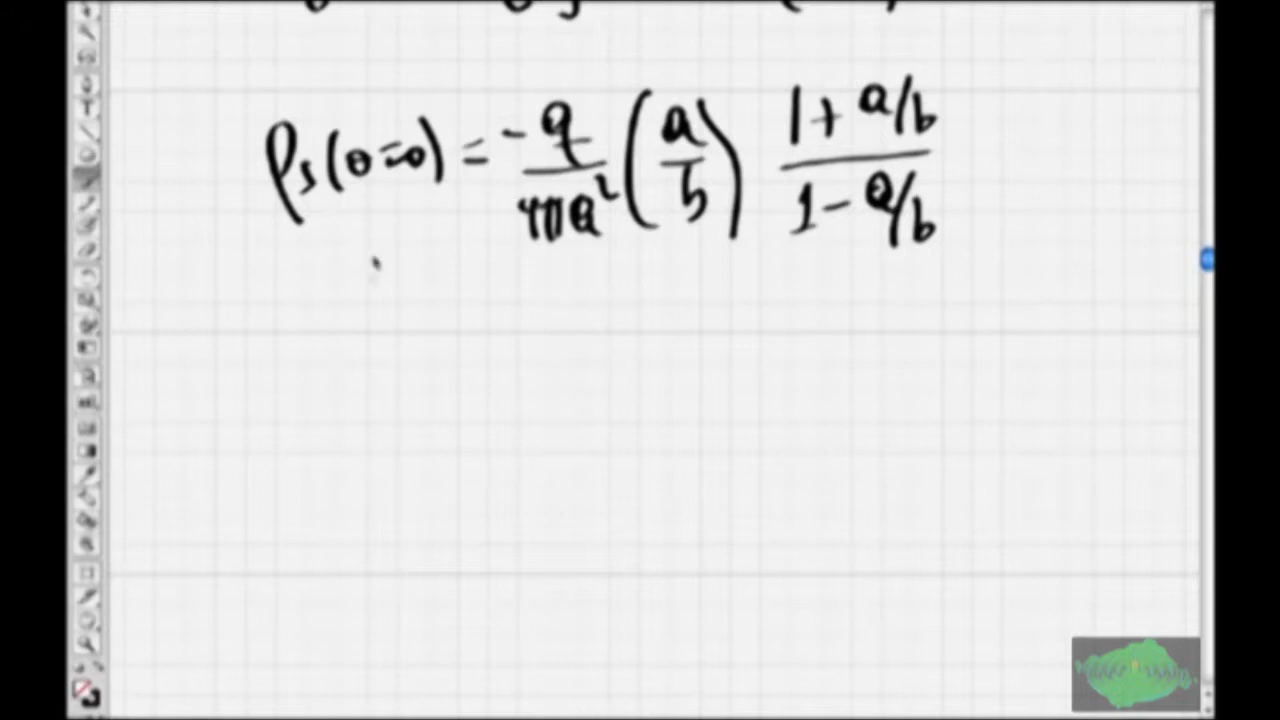 ρs(θ=0) = -q/4πa² (a/b) (1 + a/b)/(1 - a/b)